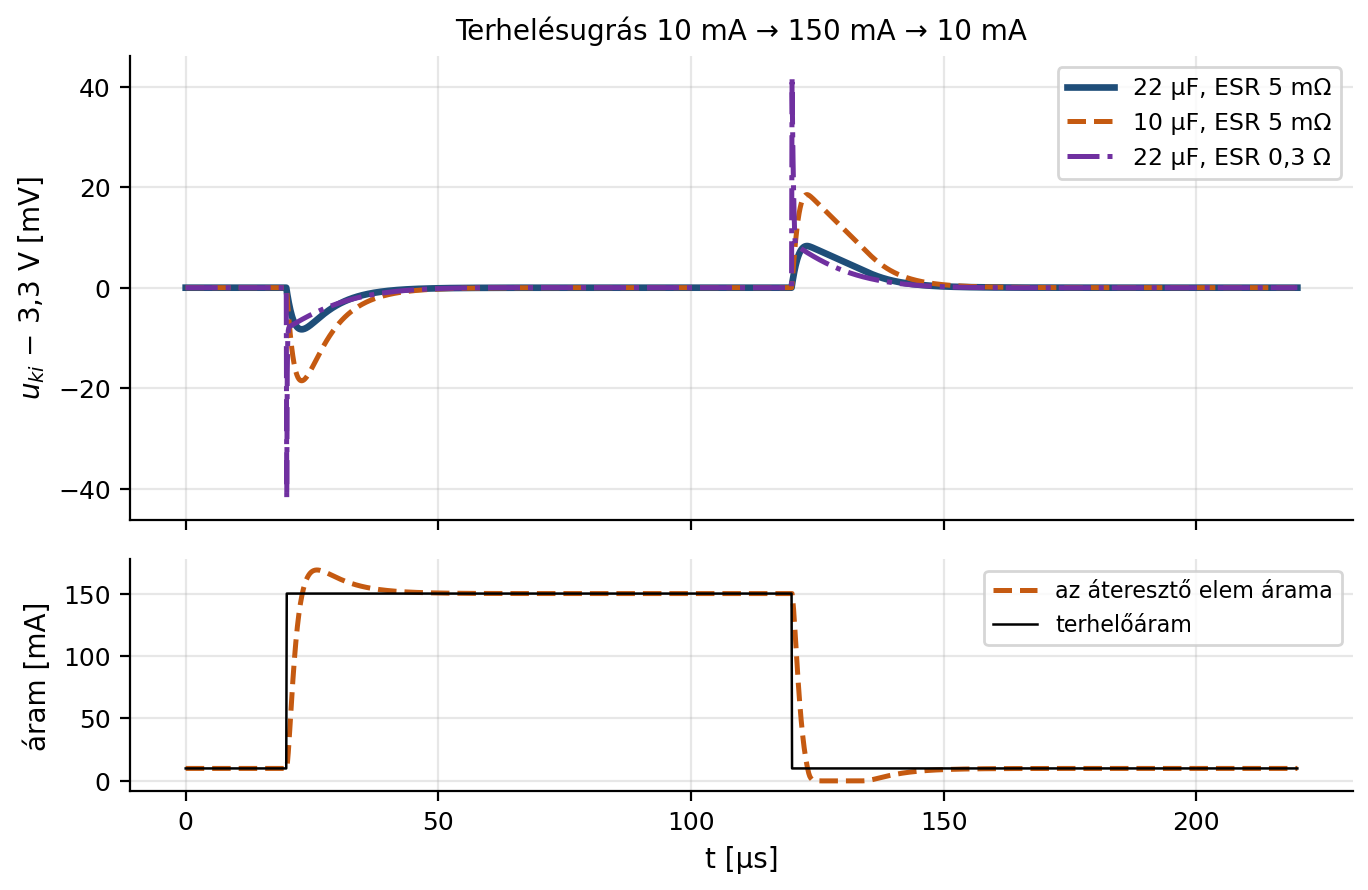 Terhelésugrás 10 mA → 150 mA → 10 mA
40
20
0
−20
−40
u_ki − 3,3 V [mV]
22 µF, ESR 5 mΩ
10 µF, ESR 5 mΩ
22 µF, ESR 0,3 Ω
150
100
50
0
áram [mA]
az áteresztő elem árama
terhelőáram
0 50 100 150 200
t [µs]